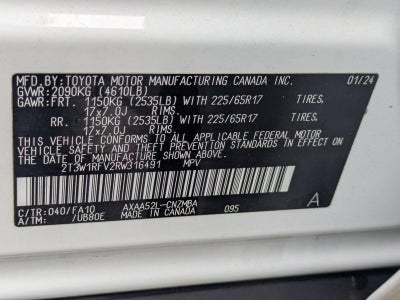 MFD.BY:TOYOTA MOTOR MANUFACTURING CANADA INC. 01/24
GVWR:2090KG (4610LB)
GAWR:FRT. 1150KG (2535LB) WITH 225/65R17 TIRES,
17x7.0J RIMS,
RR. 1150KG (2535LB) WITH 225/65R17 TIRES,
17x7.0J RIMS,
THIS VEHICLE CONFORMS TO ALL APPLICABLE FEDERAL MOTOR
VEHICLE SAFETY AND THEFT PREVENTION STANDARDS IN EFFECT
ON THE DATE OF MANUFACTURE SHOWN ABOVE.
2T3W1RFV2RW316491 MPV
C/TR:040/FA10 AXAA52L-CNZMBA
A/TM: /UB80E MADE IN CANADA 095 A